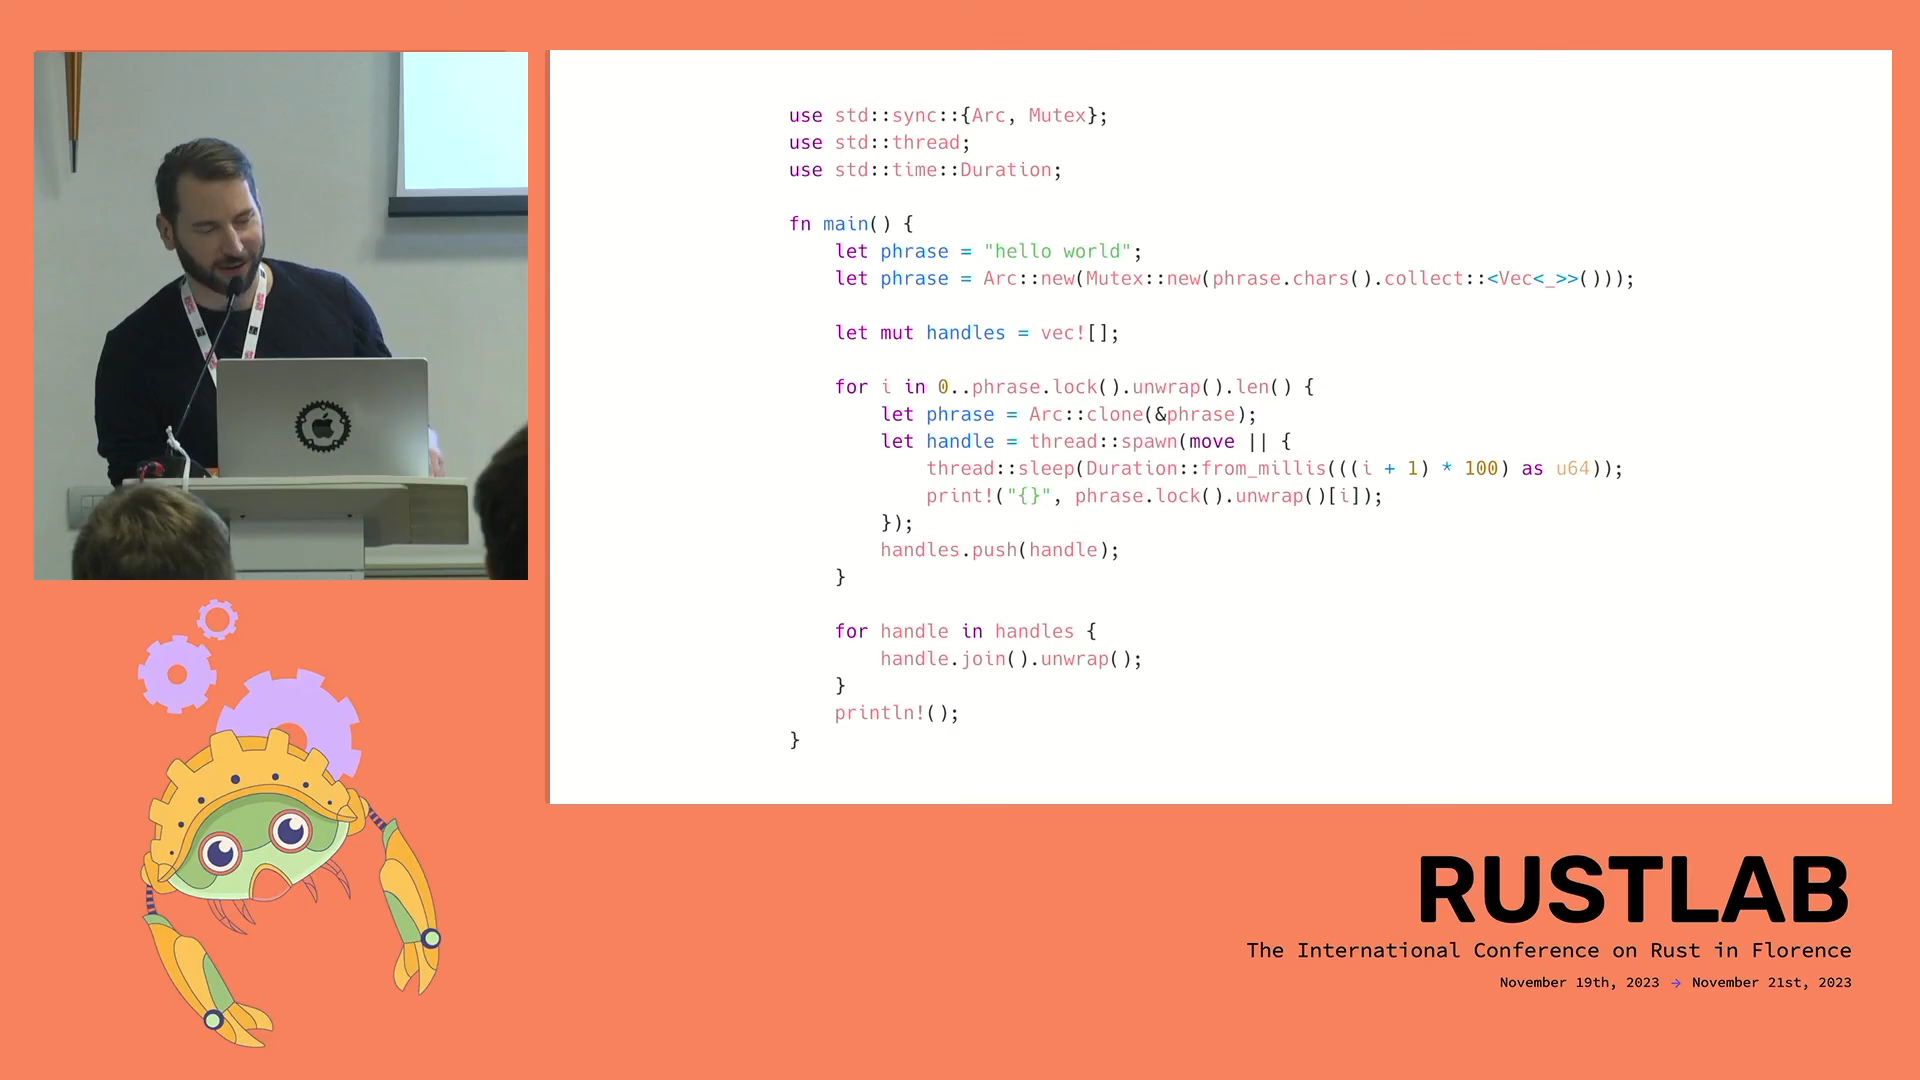 use std::sync::{Arc, Mutex};
use std::thread;
use std::time::Duration;
fn main() {
    let phrase = "hello world";
    let phrase = Arc::new(Mutex::new(phrase.chars().collect::<Vec<_>>()));
    let mut handles = vec![];
    for i in 0..phrase.lock().unwrap().len() {
        let phrase = Arc::clone(&phrase);
        let handle = thread::spawn(move || {
            thread::sleep(Duration::from_millis(((i + 1) * 100) as u64));
            print!("{}", phrase.lock().unwrap()[i]);
        });
        handles.push(handle);
    }
    for handle in handles {
        handle.join().unwrap();
    }
    println!();
}
RUSTLAB
The International Conference on Rust in Florence
November 19th, 2023 → November 21st, 2023